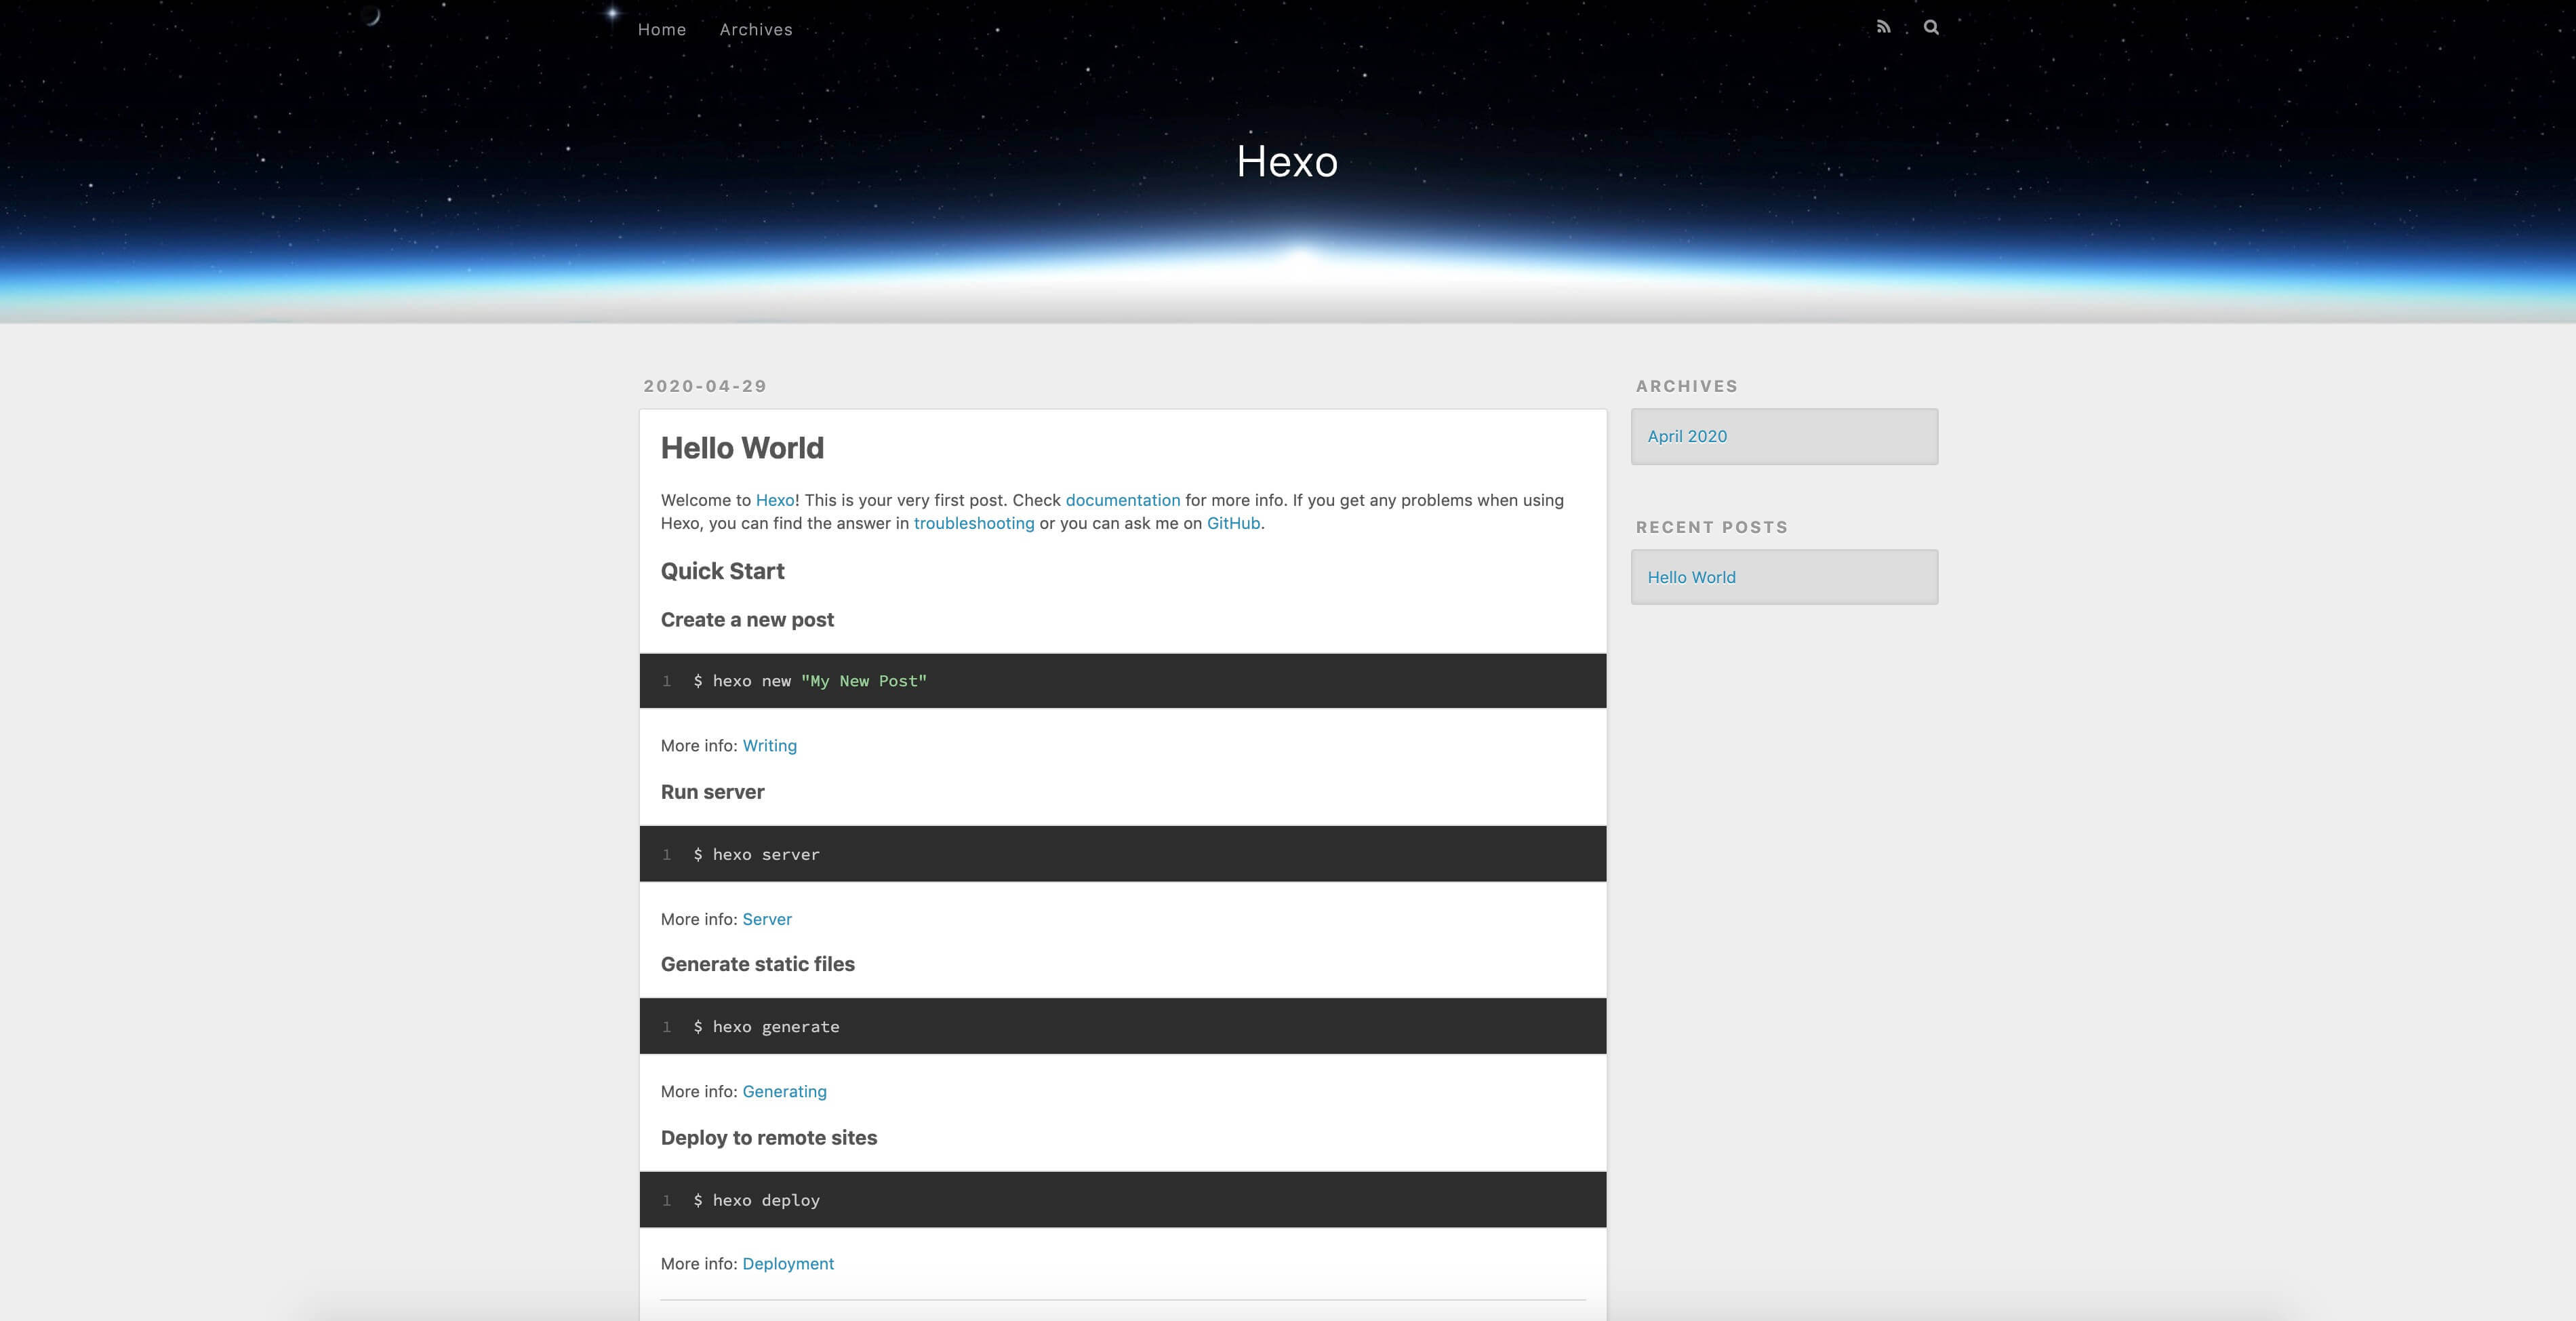 Home Archives
Hexo
2020-04-29
Hello World
Welcome to Hexo! This is your very first post. Check documentation for more info. If you get any problems when using
Hexo, you can find the answer in troubleshooting or you can ask me on GitHub.
Quick Start
Create a new post
1 $ hexo new "My New Post"
More info: Writing
Run server
1 $ hexo server
More info: Server
Generate static files
1 $ hexo generate
More info: Generating
Deploy to remote sites
1 $ hexo deploy
More info: Deployment
ARCHIVES
April 2020
RECENT POSTS
Hello World